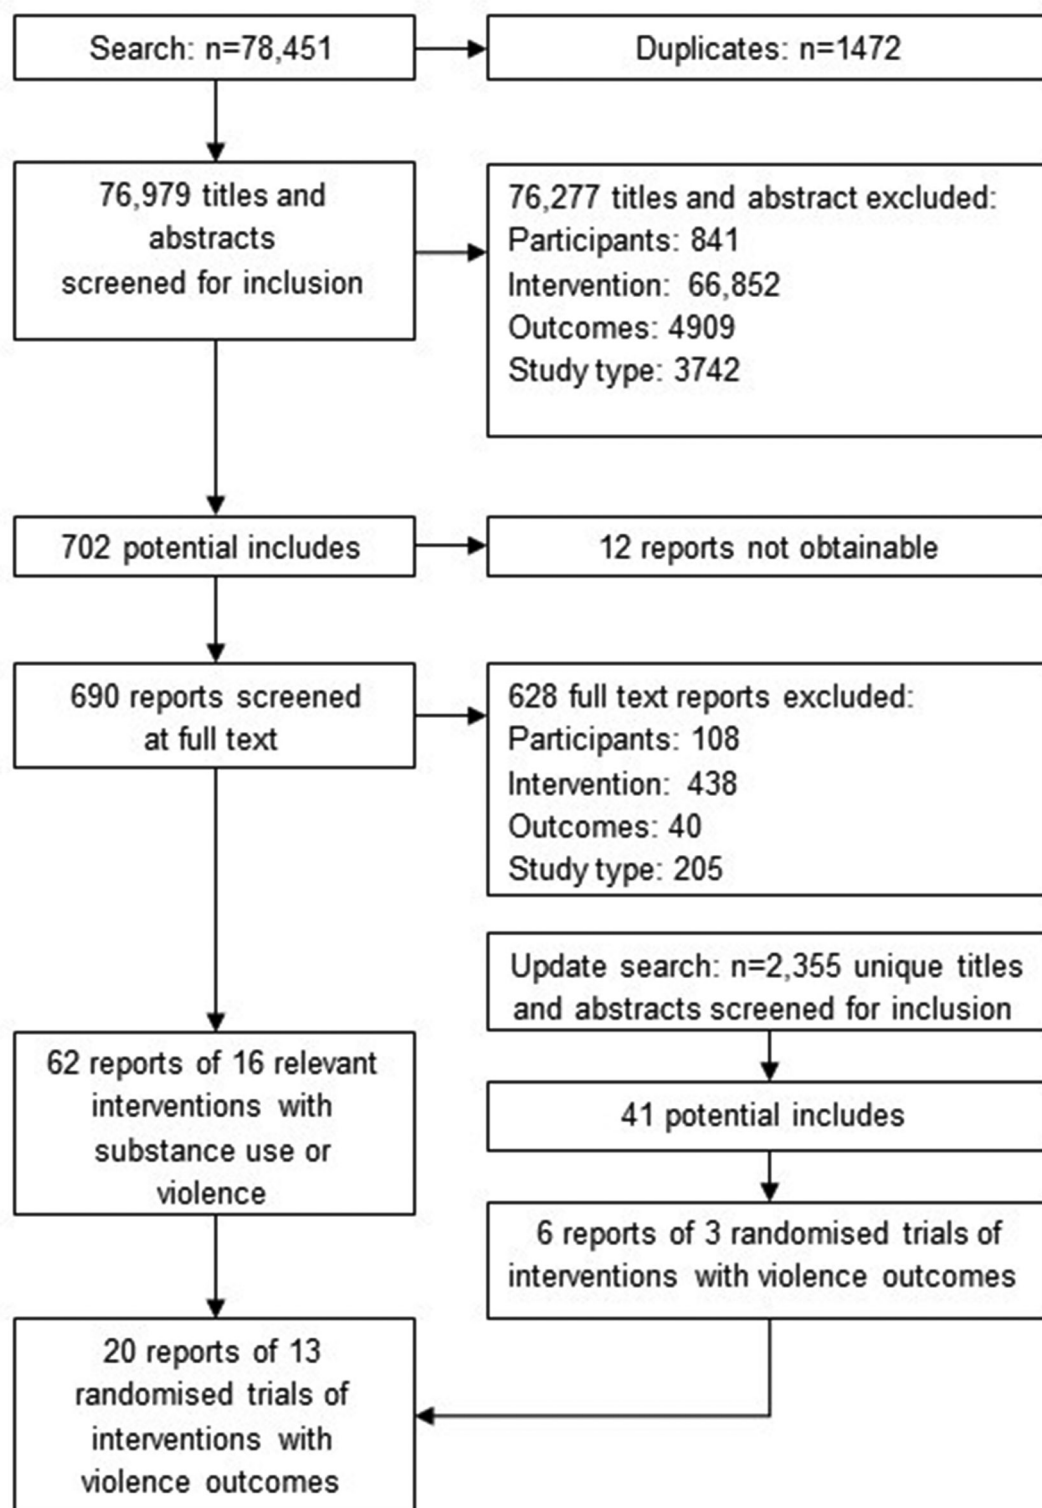 Search: n=78,451
Duplicates: n=1472
76,979 titles and
abstracts
screened for inclusion
76,277 titles and abstract excluded:
Participants: 841
Intervention: 66,852
Outcomes: 4909
Study type: 3742
702 potential includes
12 reports not obtainable
690 reports screened
at full text
628 full text reports excluded:
Participants: 108
Intervention: 438
Outcomes: 40
Study type: 205
Update search: n=2,355 unique titles
and abstracts screened for inclusion
62 reports of 16 relevant
interventions with
substance use or
violence
41 potential includes
6 reports of 3 randomised trials of
interventions with violence outcomes
20 reports of 13
randomised trials of
interventions with
violence outcomes